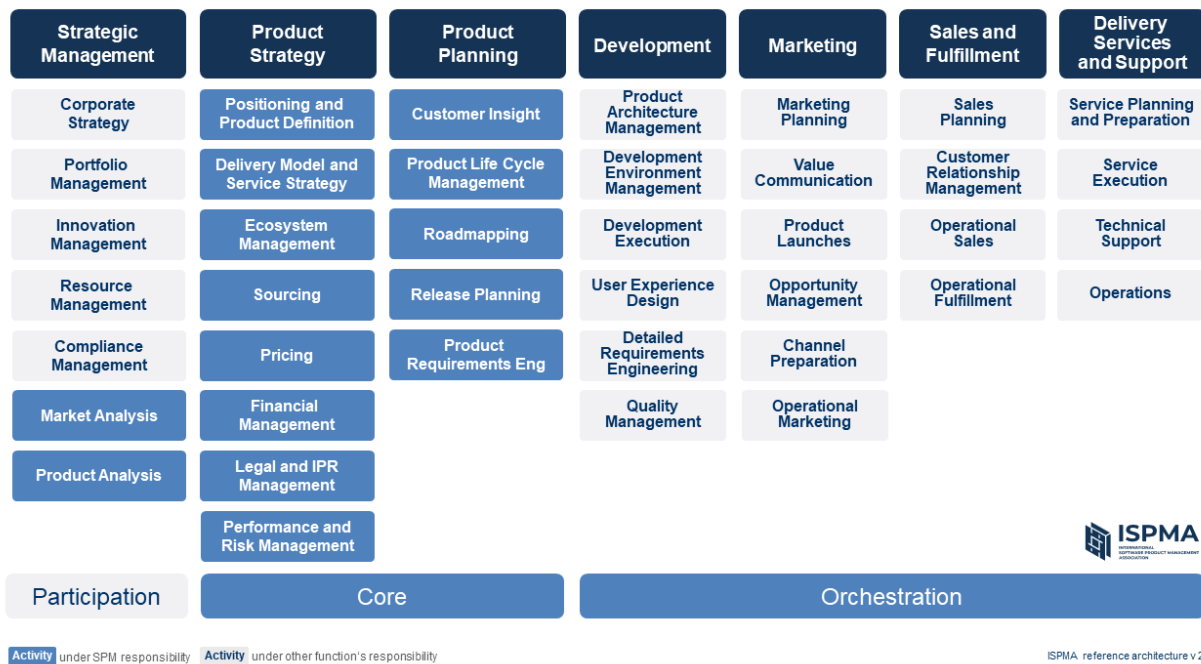 Strategic
Management
Product
Strategy
Product
Planning
Development
Marketing
Sales and
Fulfillment
Delivery
Services
and Support
Corporate
Strategy
Portfolio
Management
Innovation
Management
Resource
Management
Compliance
Management
Market Analysis
Product Analysis
Positioning and
Product Definition
Delivery Model and
Service Strategy
Ecosystem
Management
Sourcing
Pricing
Financial
Management
Legal and IPR
Management
Performance and
Risk Management
Customer Insight
Product Life Cycle
Management
Roadmapping
Release Planning
Product
Requirements Eng
Product
Architecture
Management
Development
Environment
Management
Development
Execution
User Experience
Design
Detailed
Requirements
Engineering
Quality
Management
Marketing
Planning
Value
Communication
Product
Launches
Opportunity
Management
Channel
Preparation
Operational
Marketing
Sales
Planning
Customer
Relationship
Management
Operational
Sales
Operational
Fulfillment
Service Planning
and Preparation
Service
Execution
Technical
Support
Operations
ISPMA
INTERNATIONAL
SOFTWARE PRODUCT MANAGEMENT
ASSOCIATION
Participation
Core
Orchestration
Activity under SPM responsibility
Activity under other function's responsibility
ISPMA reference architecture v 2